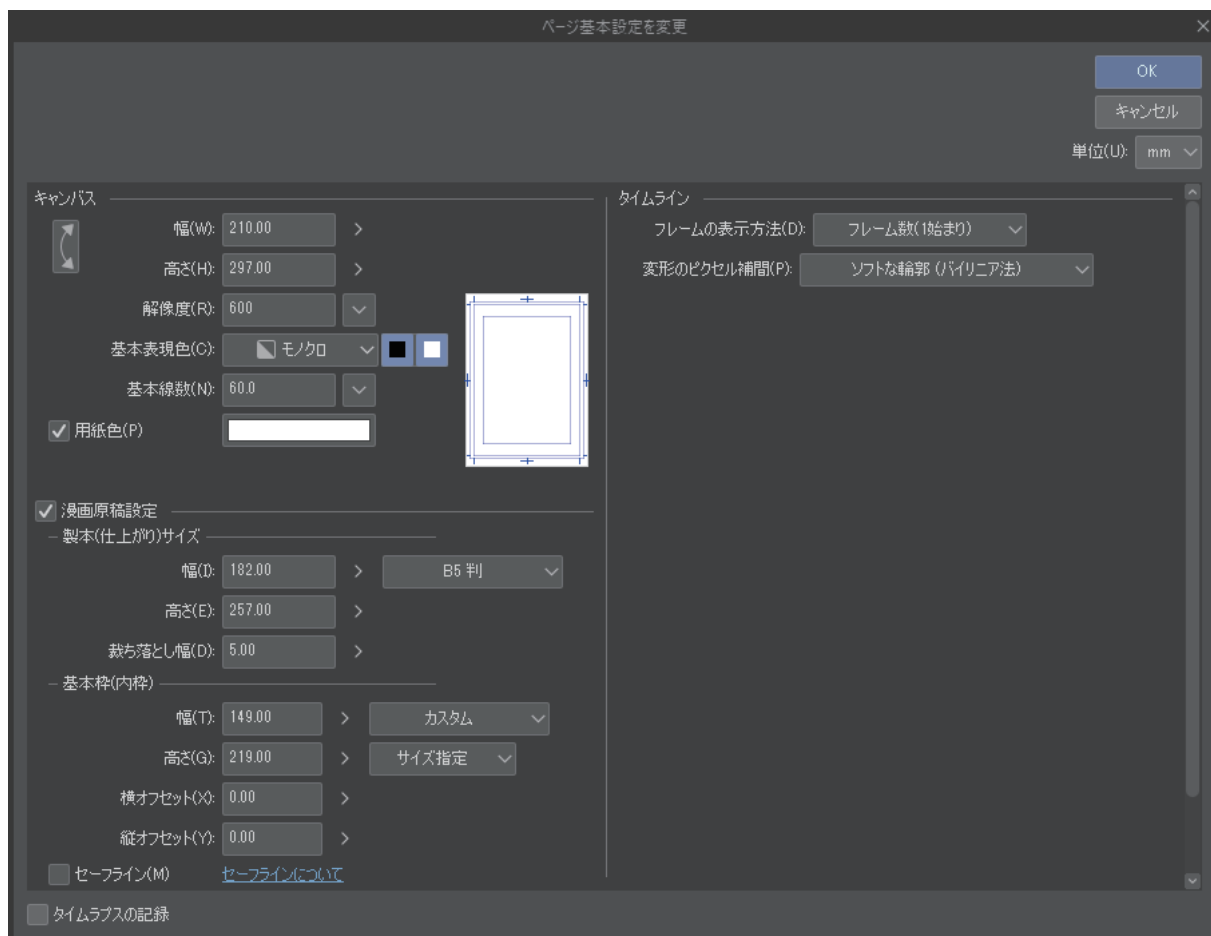 ページ基本設定を変更
OK
キャンセル
単位(U): mm
キャンバス
幅(W): 210.00
高さ(H): 297.00
解像度(R): 600
基本表現色(C): モノクロ
基本線数(N): 60.0
用紙色(P)
漫画原稿設定
製本(仕上がり)サイズ
幅(I): 182.00 B5 判
高さ(E): 257.00
裁ち落とし幅(D): 5.00
基本枠(内枠)
幅(T): 149.00 カスタム
高さ(G): 219.00 サイズ指定
横オフセット(X): 0.00
縦オフセット(Y): 0.00
セーフライン(M) セーフラインについて
タイムライン
フレームの表示方法(D): フレーム数(1始まり)
変形のピクセル補間(P): ソフトな輪郭 (バイリニア法)
タイムラプスの記録